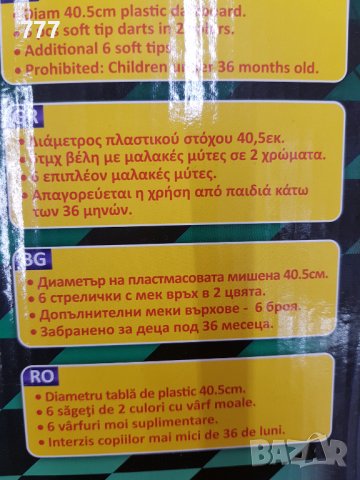 777
• Diam 40.5cm plastic dartboard.
soft tip darts in 2
• Additional 6 soft tips
• Prohibited: Children under 36 months old.
GR
• Διάμετρος πλαστικού στόχου 40,5εκ.
• 6τμχ βέλη με μαλακές μύτες σε 2 χρώματα.
• 6 επιπλέον μαλακές μύτες.
• Απαγορεύεται η χρήση από παιδιά κάτω
των 36 μηνών.
BG
• Диаметър на пластмасовата мишена 40.5см.
• 6 стрелички с мек връх в 2 цвята.
• Допълнителни меки върхове - 6 броя.
• Забранено за деца под 36 месеца.
RO
• Diametru tablă de plastic 40.5cm.
• 6 săgeţi de 2 culori cu vârf moale.
• 6 vârfuri moi suplimentare.
• Interzis copiilor mai mici de 36 de luni.
BAZAR